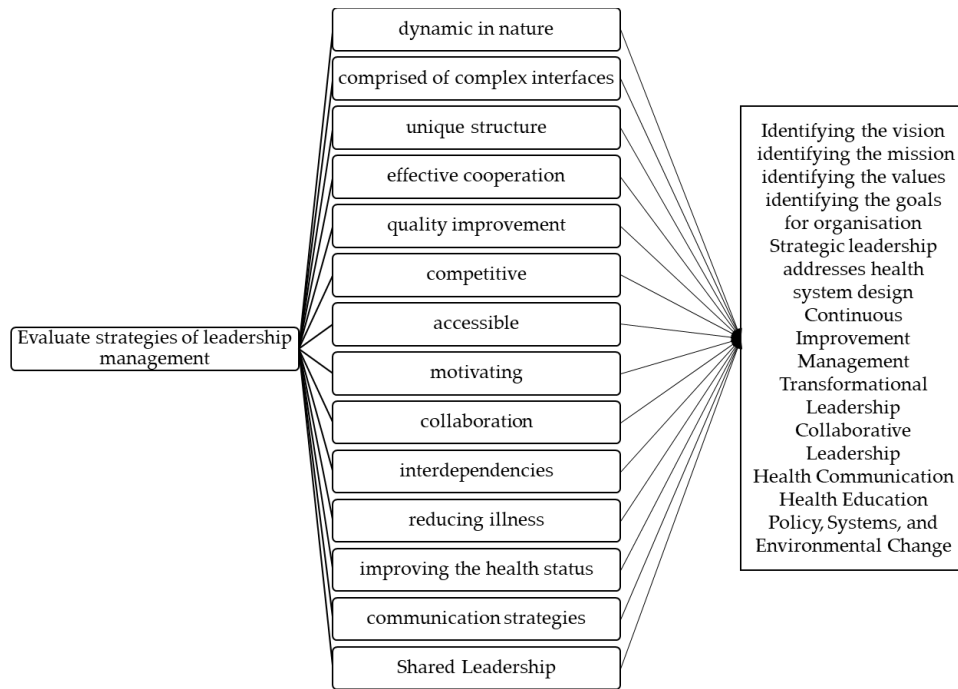 Evaluate strategies of leadership
management
dynamic in nature
comprised of complex interfaces
unique structure
effective cooperation
quality improvement
competitive
accessible
motivating
collaboration
interdependencies
reducing illness
improving the health status
communication strategies
Shared Leadership
Identifying the vision
identifying the mission
identifying the values
identifying the goals
for organisation
Strategic leadership
addresses health
system design
Continuous
Improvement
Management
Transformational
Leadership
Collaborative
Leadership
Health Communication
Health Education
Policy, Systems, and
Environmental Change